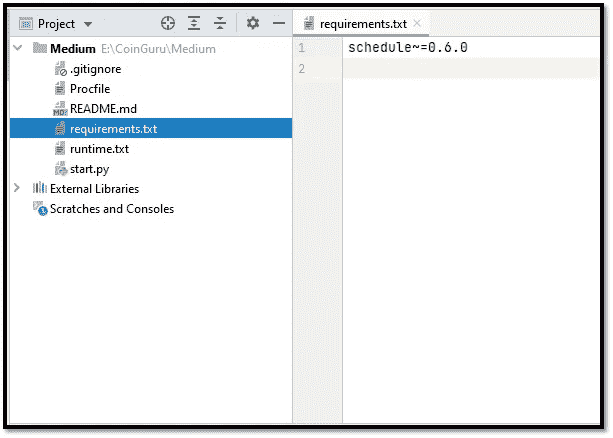 Project
Medium E:\CoinGuru\Medium
.gitignore
Procfile
MD README.md
requirements.txt
runtime.txt
start.py
External Libraries
Scratches and Consoles
requirements.txt
1 schedule~=0.6.0
2